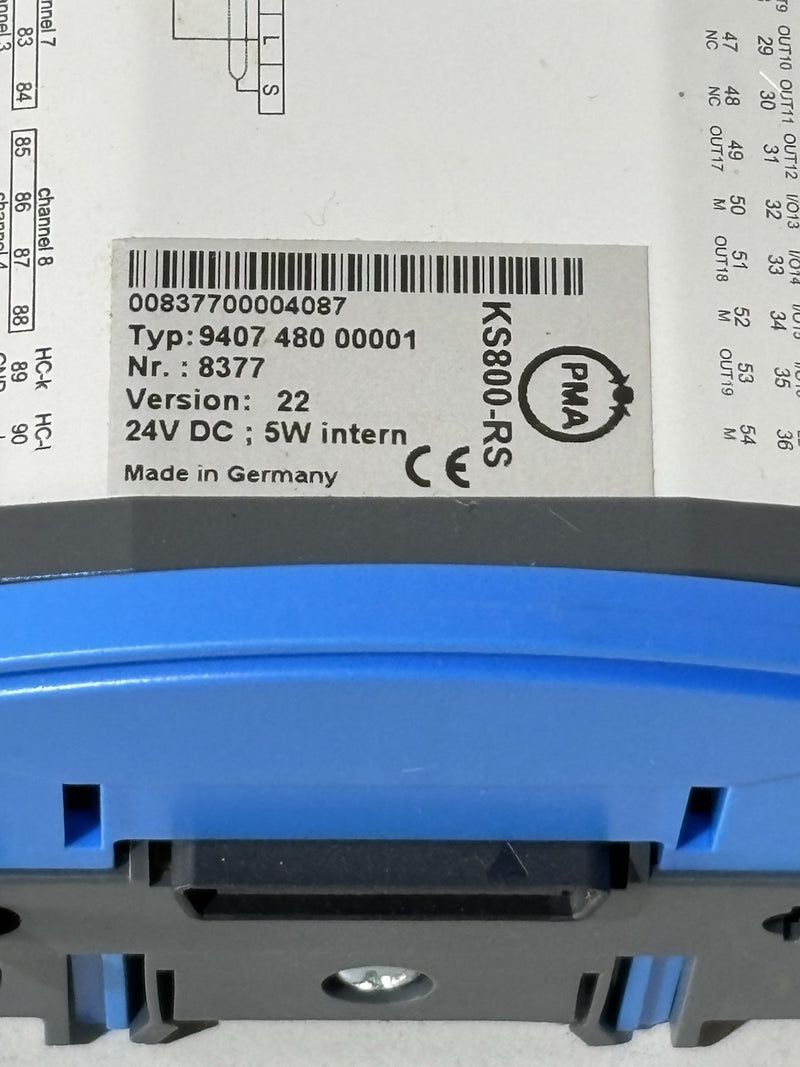 00837700004087
Typ: 9407 480 00001
Nr. : 8377
Version: 22
24V DC ; 5W intern
Made in Germany
CE
KS800-RS
PMA
L
S
channel 8
83
84
85
86
87
88
HC-k
89
HC-l
90
47
NC
48
NC
49
OUT17
50
M
51
OUT18
52
M
53
OUT19
54
M
OUT10
29
OUT11
30
OUT12
31
I/O13
32
I/O14
33
34
35
36